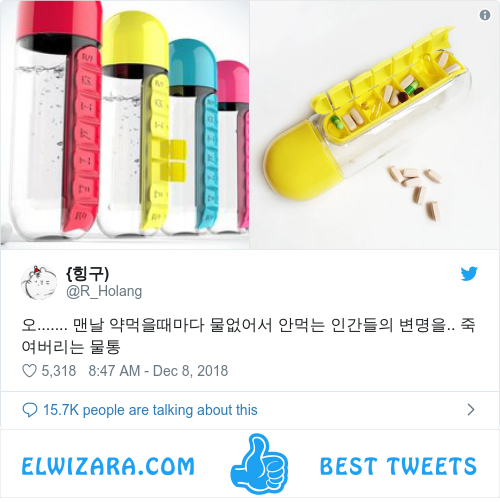 {힝구)
@R_Holang
오....... 맨날 약먹을때마다 물없어서 안먹는 인간들의 변명을.. 죽
여버리는 물통
5,318 8:47 AM - Dec 8, 2018
15.7K people are talking about this
ELWIZARA.COM BEST TWEETS